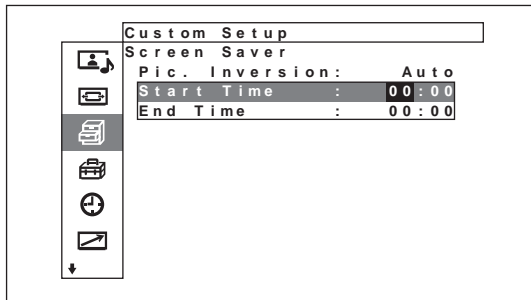 Custom Setup
Screen Saver
Pic. Inversion: Auto
Start Time : 00:00
End Time : 00:00